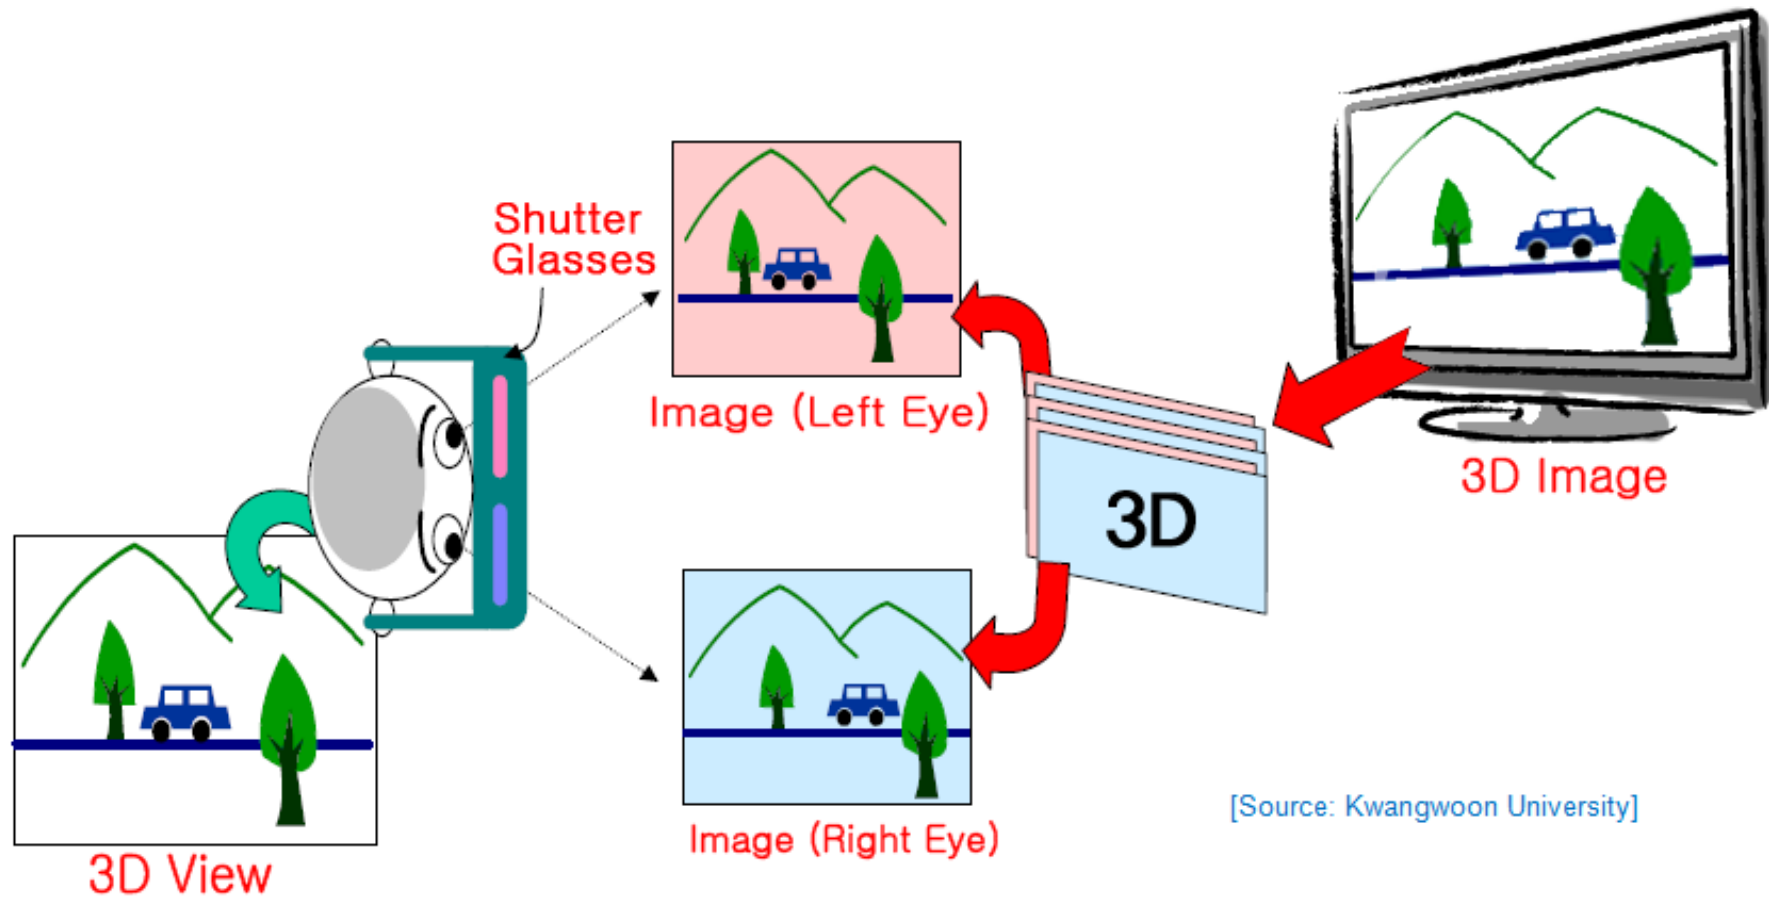 Shutter
Glasses
Image (Left Eye)
3D Image
3D
Image (Right Eye)
[Source: Kwangwoon University]
3D View